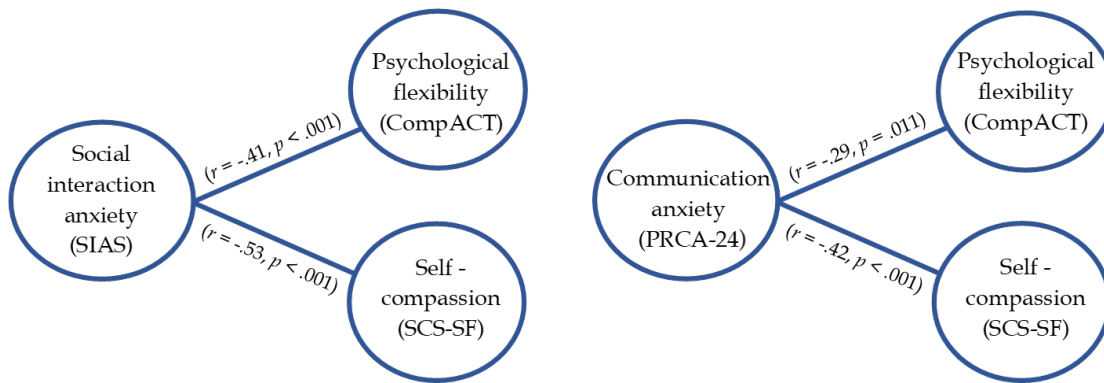 Social
interaction
anxiety
(SIAS)
(r = -.41, p < .001)
Psychological
flexibility
(CompACT)
(r = -.53, p < .001)
Self -
compassion
(SCS-SF)
Communication
anxiety
(PRCA-24)
(r = -.29, p = .011)
Psychological
flexibility
(CompACT)
(r = -.42, p < .001)
Self -
compassion
(SCS-SF)